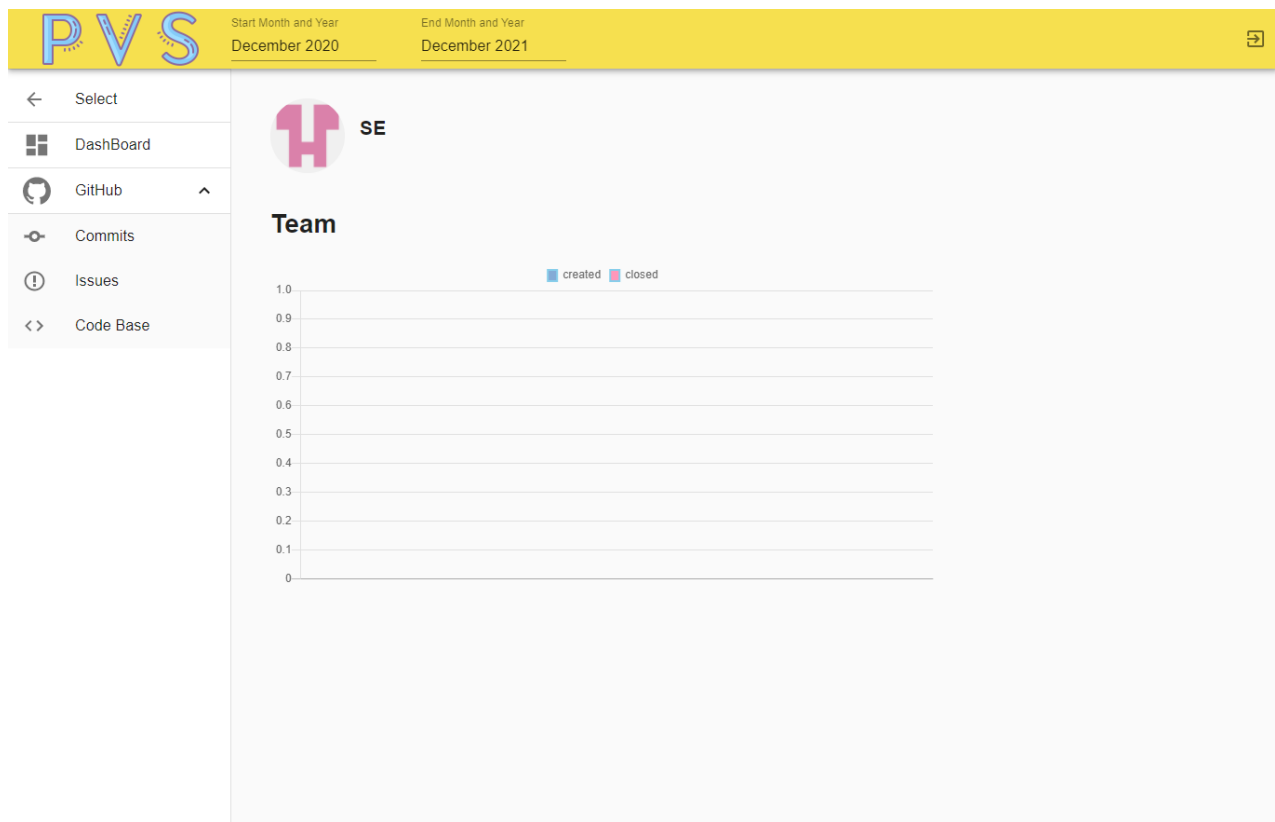 PVS
Start Month and Year
December 2020
End Month and Year
December 2021
Select
DashBoard
GitHub
Commits
Issues
Code Base
SE
Team
created closed
1.0
0.9
0.8
0.7
0.6
0.5
0.4
0.3
0.2
0.1
0